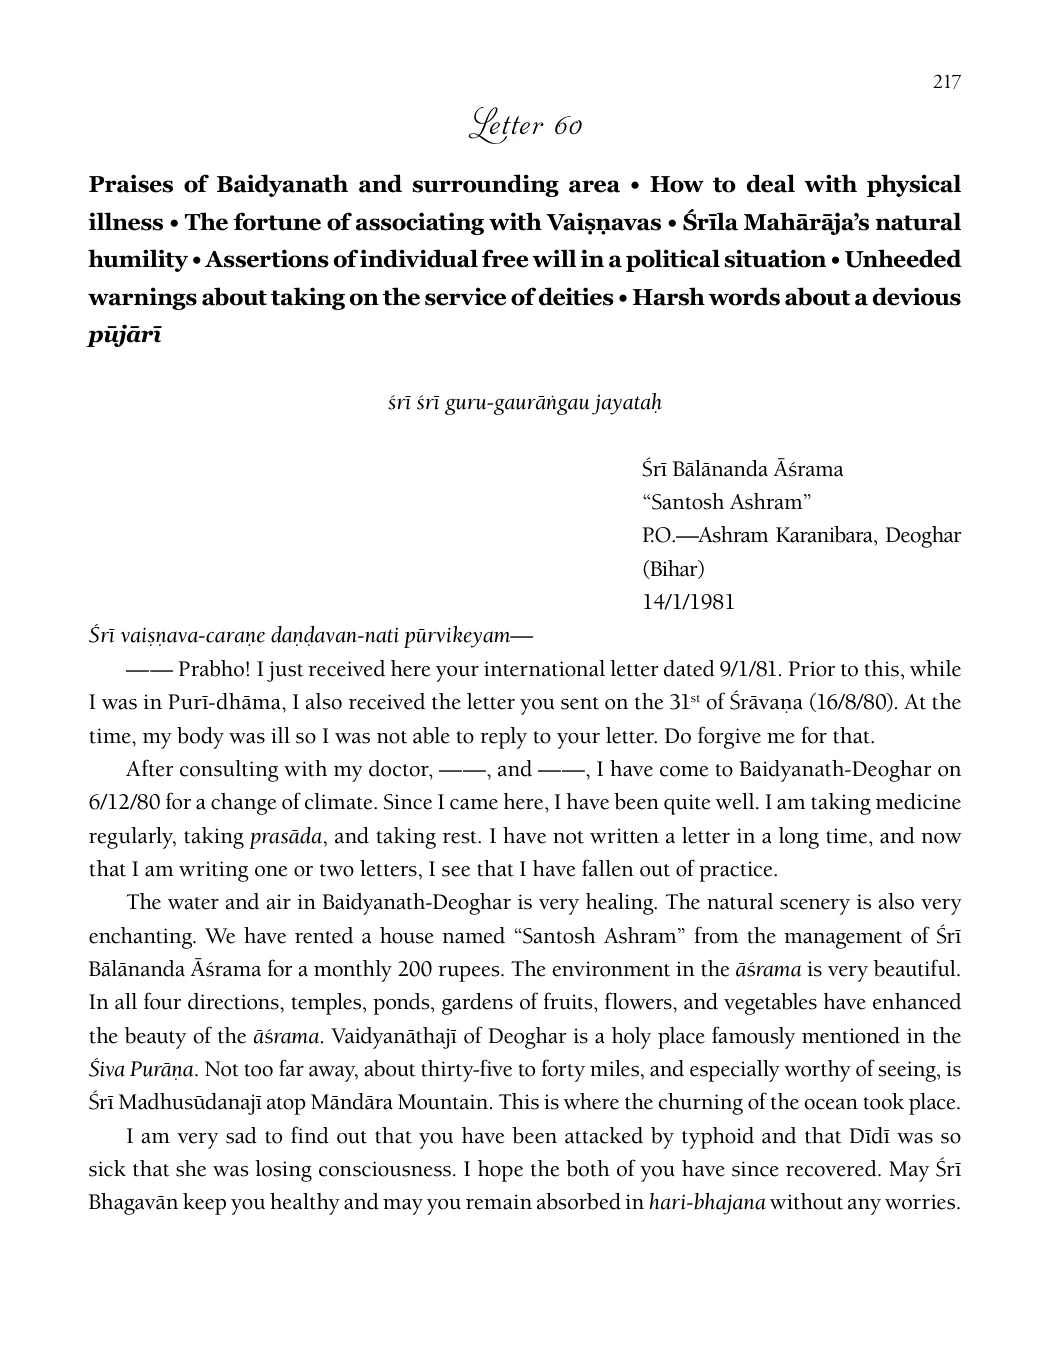 217
Letter 60
Praises of Baidyanath and surrounding area • How to deal with physical
illness • The fortune of associating with Vaiṣṇavas • Śrīla Mahārāja’s natural
humility • Assertions of individual free will in a political situation • Unheeded
warnings about taking on the service of deities • Harsh words about a devious
pūjārī
śrī śrī guru-gaurāṅgau jayataḥ
Śrī Bālānanda Āśrama
“Santosh Ashram”
P.O.—Ashram Karanibara, Deoghar
(Bihar)
14/1/1981
Śrī vaiṣṇava-caraṇe daṇḍavan-nati pūrvikeyam—
—— Prabho! I just received here your international letter dated 9/1/81. Prior to this, while
I was in Purī-dhāma, I also received the letter you sent on the 31st of Śrāvaṇa (16/8/80). At the
time, my body was ill so I was not able to reply to your letter. Do forgive me for that.
After consulting with my doctor, ——, and ——, I have come to Baidyanath-Deoghar on
6/12/80 for a change of climate. Since I came here, I have been quite well. I am taking medicine
regularly, taking prasāda, and taking rest. I have not written a letter in a long time, and now
that I am writing one or two letters, I see that I have fallen out of practice.
The water and air in Baidyanath-Deoghar is very healing. The natural scenery is also very
enchanting. We have rented a house named “Santosh Ashram” from the management of Śrī
Bālānanda Āśrama for a monthly 200 rupees. The environment in the āśrama is very beautiful.
In all four directions, temples, ponds, gardens of fruits, flowers, and vegetables have enhanced
the beauty of the āśrama. Vaidyanāthajī of Deoghar is a holy place famously mentioned in the
Śiva Purāṇa. Not too far away, about thirty-five to forty miles, and especially worthy of seeing, is
Śrī Madhusūdanajī atop Māndāra Mountain. This is where the churning of the ocean took place.
I am very sad to find out that you have been attacked by typhoid and that Dīdī was so
sick that she was losing consciousness. I hope the both of you have since recovered. May Śrī
Bhagavān keep you healthy and may you remain absorbed in hari-bhajana without any worries.